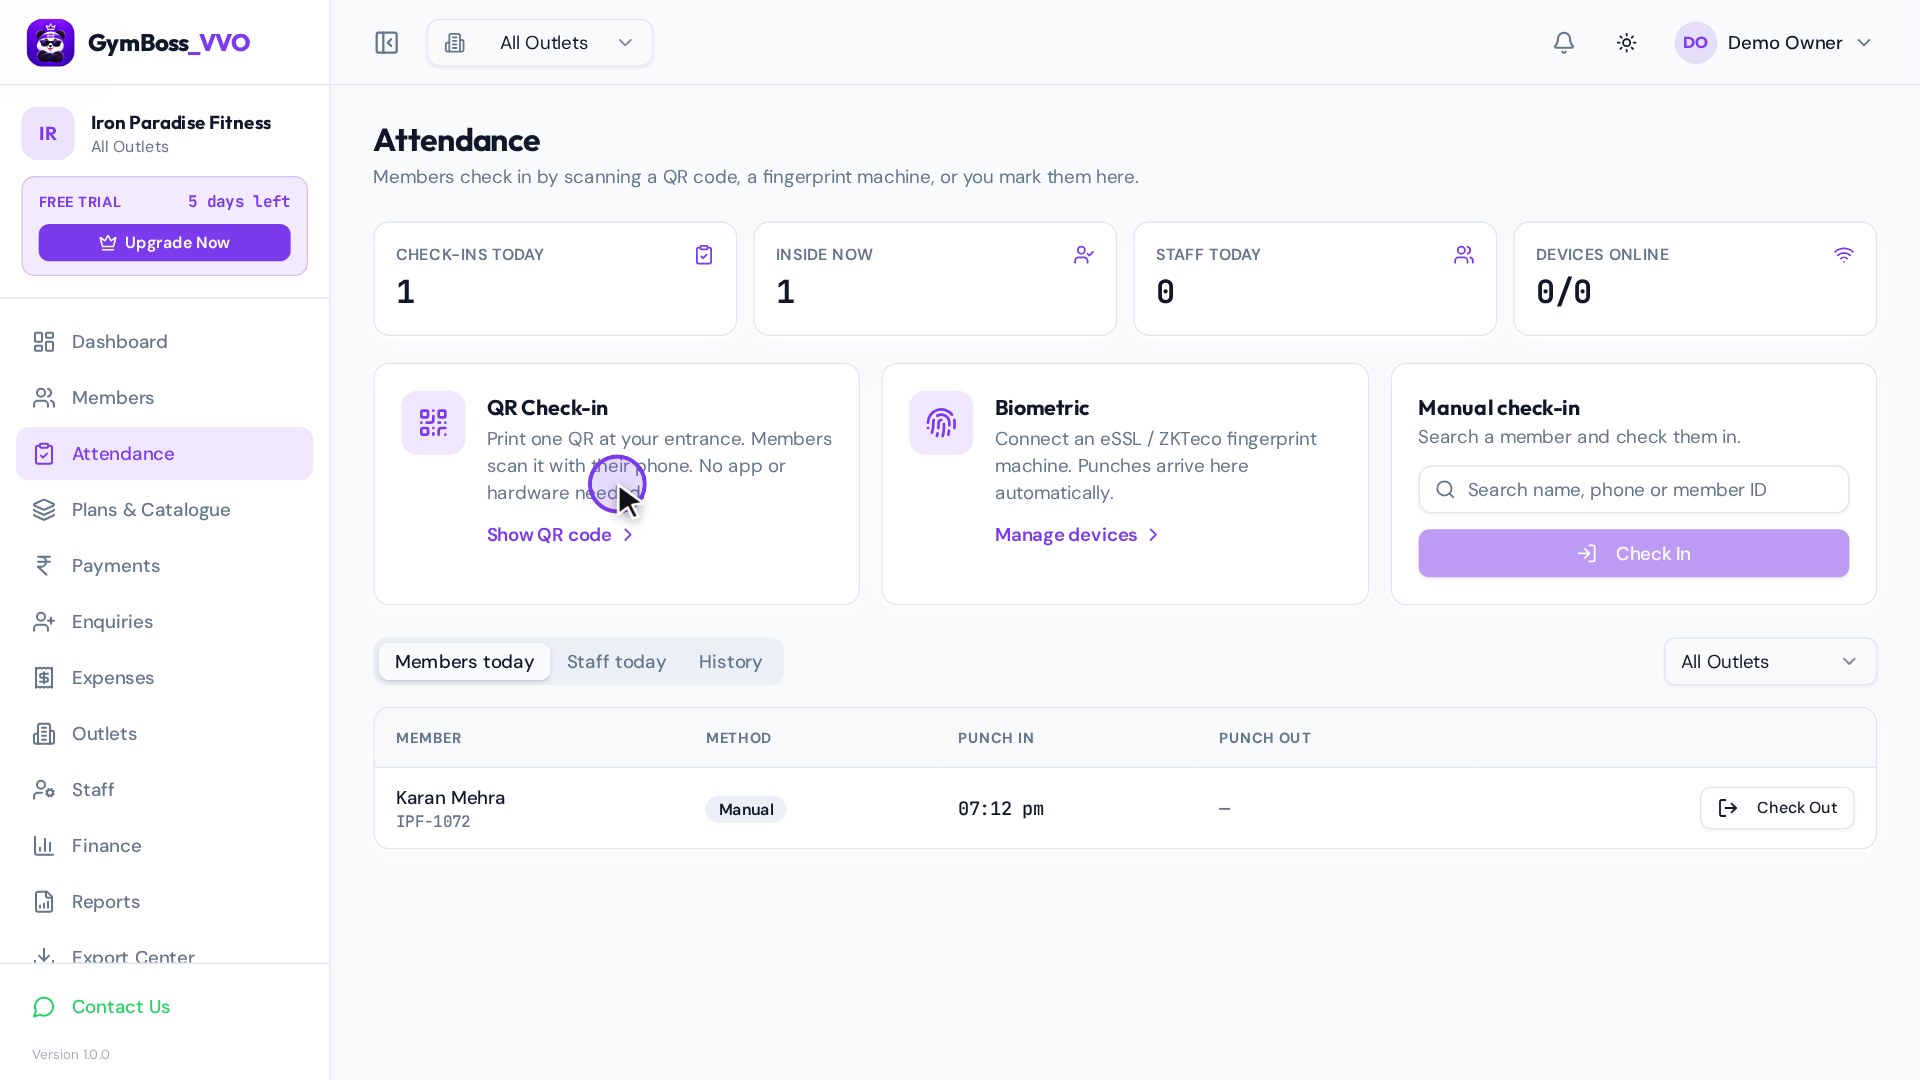 GymBoss_VVO
All Outlets
DO
Demo Owner
IR
Iron Paradise Fitness
All Outlets
FREE TRIAL
5 days left
Upgrade Now
Dashboard
Members
Attendance
Plans & Catalogue
Payments
Enquiries
Expenses
Outlets
Staff
Finance
Reports
Export Center
Contact Us
Version 1.0.0
Attendance
Members check in by scanning a QR code, a fingerprint machine, or you mark them here.
CHECK-INS TODAY
1
INSIDE NOW
1
STAFF TODAY
0
DEVICES ONLINE
0/0
QR Check-in
Print one QR at your entrance. Members
scan it with their phone. No app or
hardware needed.
Show QR code
Biometric
Connect an eSSL / ZKTeco fingerprint
machine. Punches arrive here
automatically.
Manage devices
Manual check-in
Search a member and check them in.
Search name, phone or member ID
Check In
Members today
Staff today
History
All Outlets
MEMBER
METHOD
PUNCH IN
PUNCH OUT
Karan Mehra
IPF-1072
Manual
07:12 pm
—
Check Out